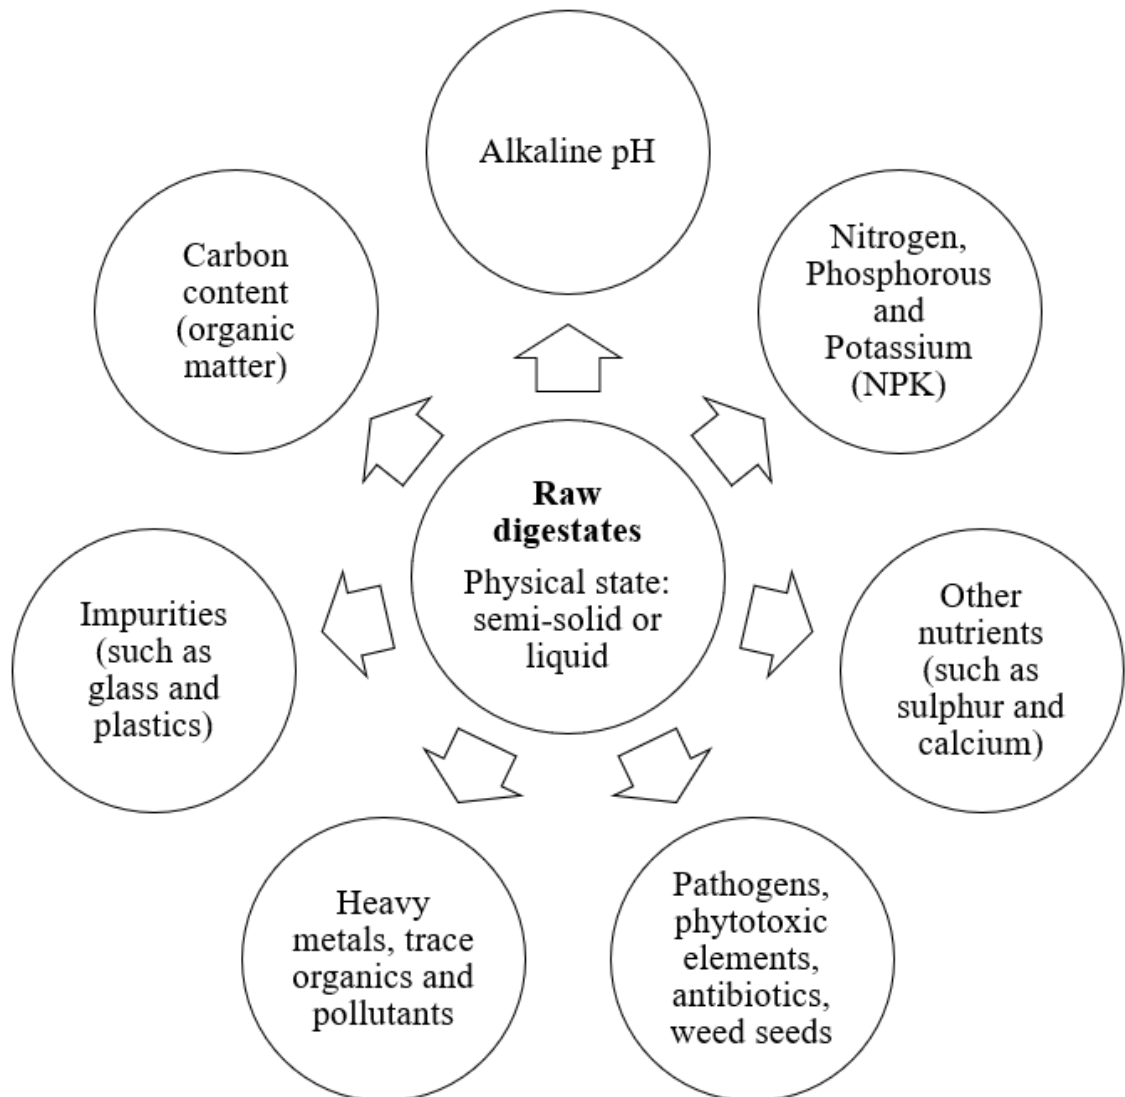 Alkaline pH
Carbon
content
(organic
matter)
Nitrogen,
Phosphorous
and
Potassium
(NPK)
Raw
digestates
Physical state:
semi-solid or
liquid
Impurities
(such as
glass and
plastics)
Other
nutrients
(such as
sulphur and
calcium)
Heavy
metals, trace
organics and
pollutants
Pathogens,
phytotoxic
elements,
antibiotics,
weed seeds